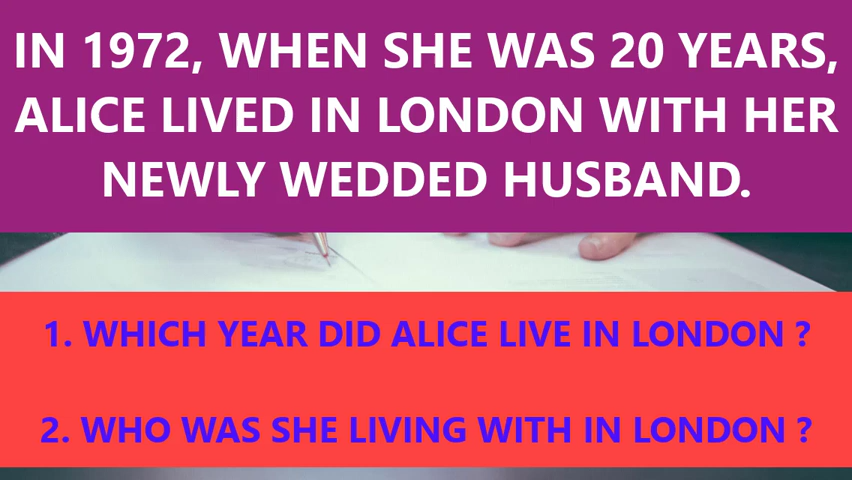 IN 1972, WHEN SHE WAS 20 YEARS,
ALICE LIVED IN LONDON WITH HER
NEWLY WEDDED HUSBAND.
1. WHICH YEAR DID ALICE LIVE IN LONDON ?
2. WHO WAS SHE LIVING WITH IN LONDON ?